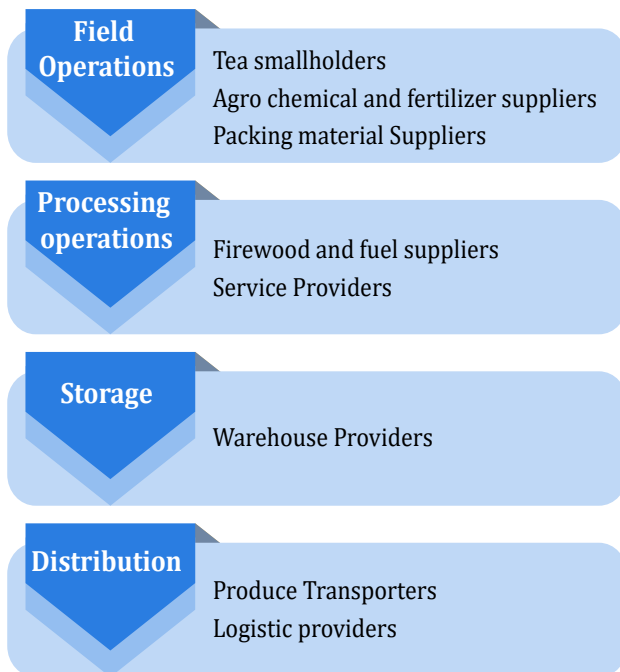 Field
Operations
Tea smallholders
Agro chemical and fertilizer suppliers
Packing material Suppliers
Processing
operations
Firewood and fuel suppliers
Service Providers
Storage
Warehouse Providers
Distribution
Produce Transporters
Logistic providers